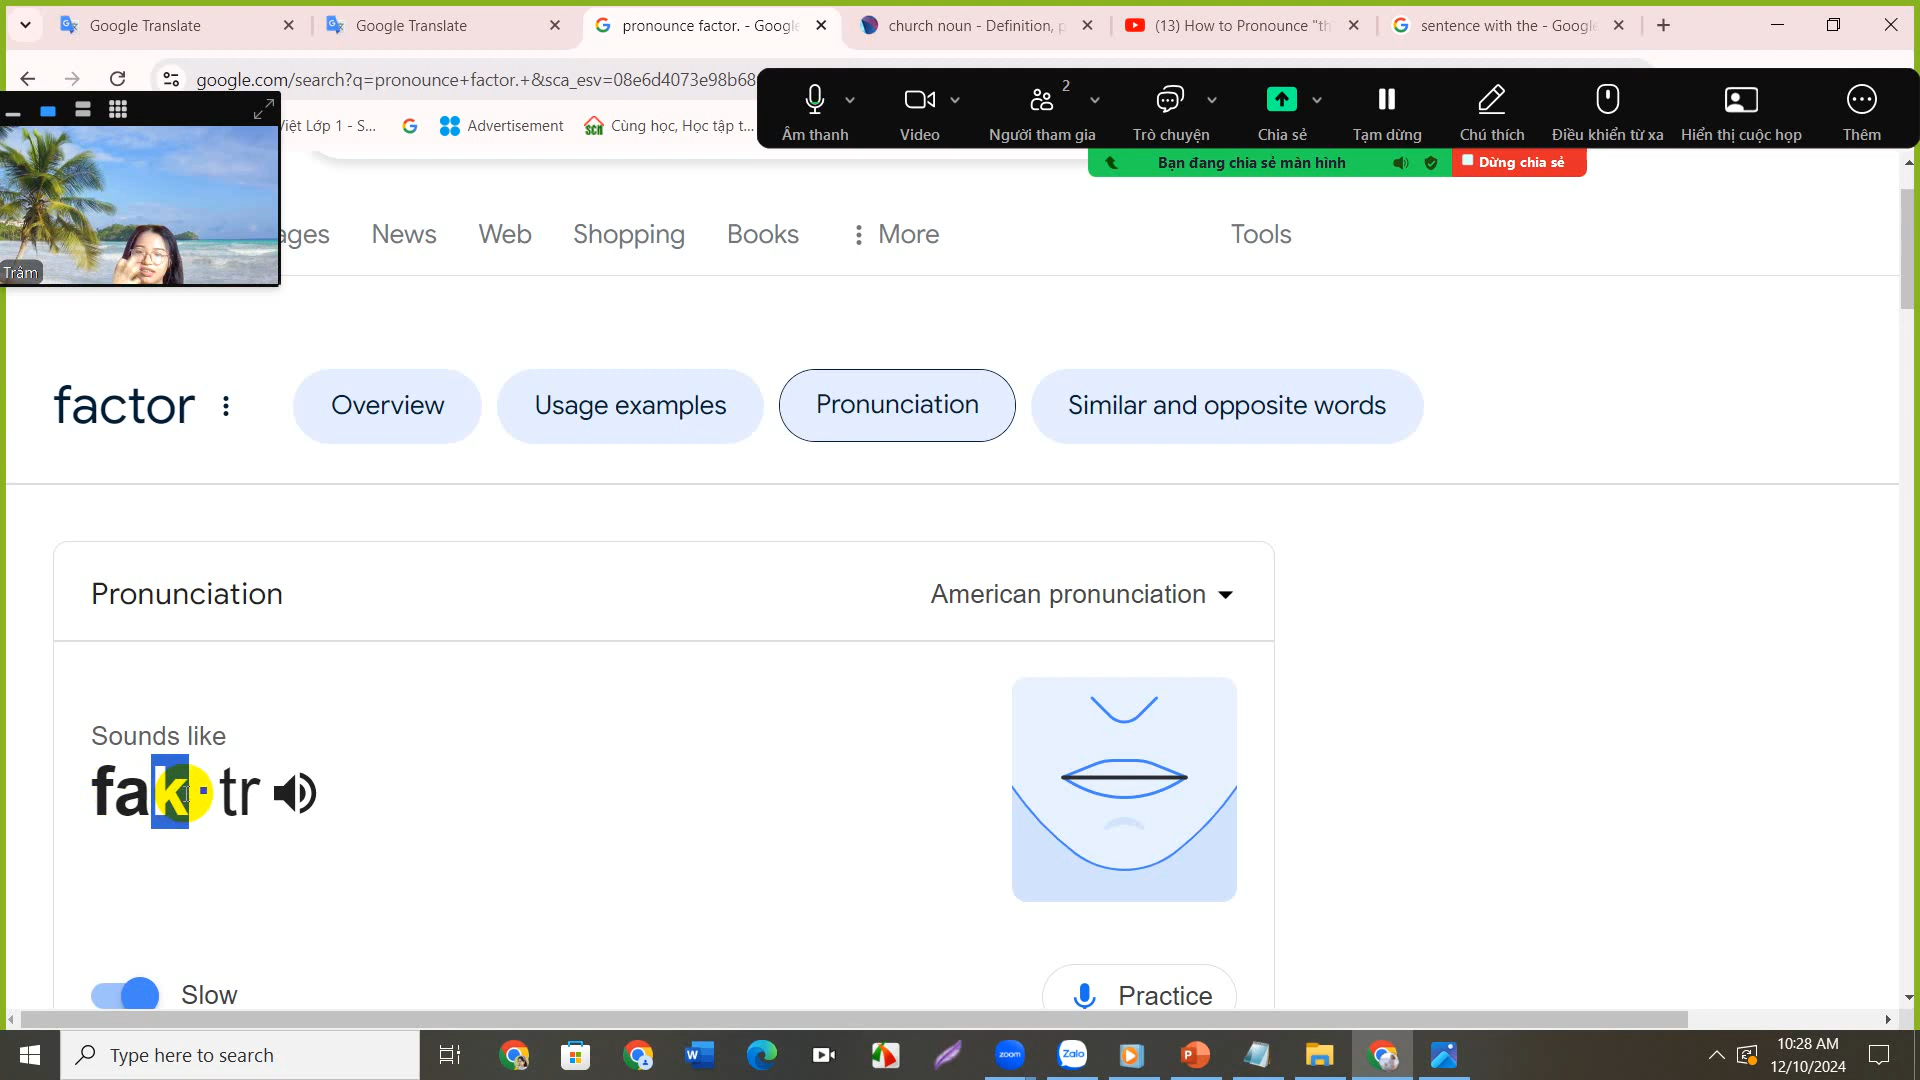 Google Translate
Google Translate
pronounce factor. - Google
church noun - Definition, p
(13) How to Pronounce "th
sentence with the - Google
google.com/search?q=pronounce+factor.+&sca_esv=08e6d4073e98b68
Âm thanh
Video
2
Người tham gia
Trò chuyện
Chia sẻ
Tạm dừng
Chú thích
Điều khiển từ xa
Hiển thị cuộc họp
Thêm
Việt Lớp 1 - S...
Advertisement
Cùng học, Học tập t...
Bạn đang chia sẻ màn hình
Dừng chia sẻ
Trâm
ages
News
Web
Shopping
Books
More
Tools
factor
Overview
Usage examples
Pronunciation
Similar and opposite words
Pronunciation
American pronunciation
Sounds like
fak·tr
Slow
Practice
Type here to search
zoom
Zalo
10:28 AM
12/10/2024